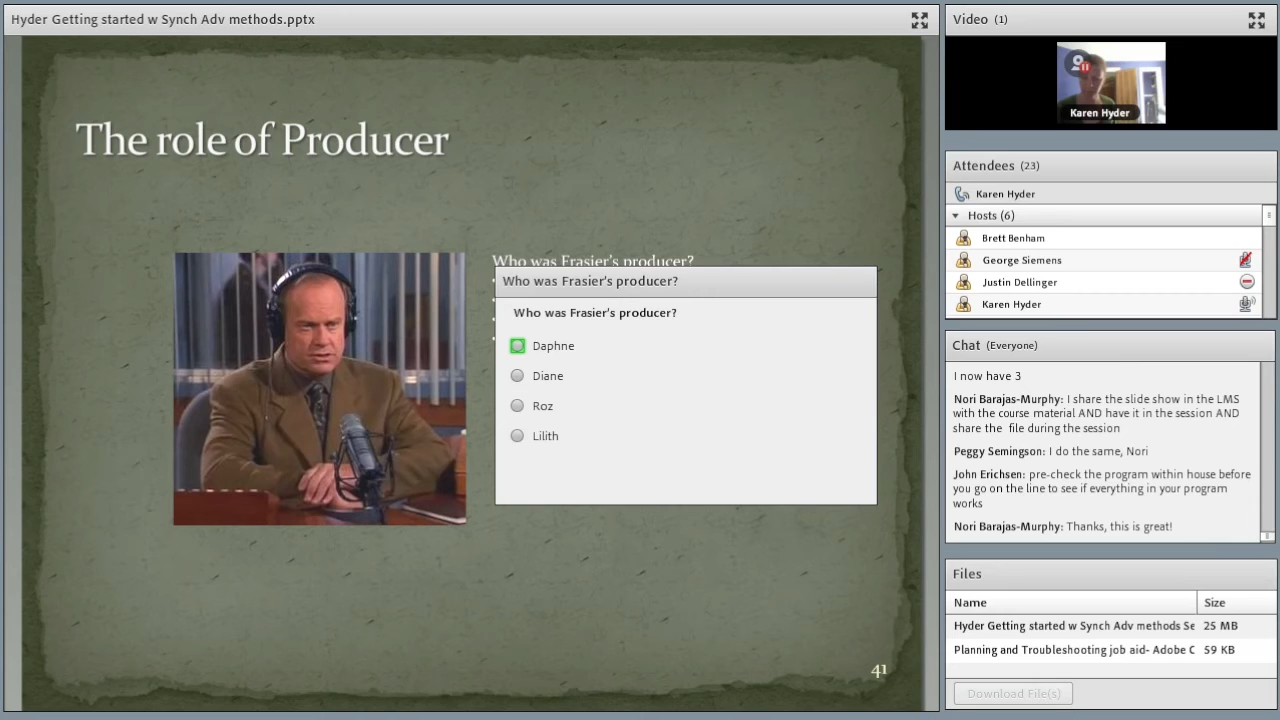 Hyder Getting started w Synch Adv methods.pptx
The role of Producer
Who was Frasier's producer?
Who was Frasier's producer?
Who was Frasier's producer?
Daphne
Diane
Roz
Lilith
41
Video (1)
Karen Hyder
Attendees (23)
Karen Hyder
Hosts (6)
Brett Benham
George Siemens
Justin Dellinger
Karen Hyder
Chat (Everyone)
I now have 3
Nori Barajas-Murphy: I share the slide show in the LMS
with the course material AND have it in the session AND
share the file during the session
Peggy Semingson: I do the same, Nori
John Erichsen: pre-check the program within house before
you go on the line to see if everything in your program
works
Nori Barajas-Murphy: Thanks, this is great!
Files
Name Size
Hyder Getting started w Synch Adv methods Se 25 MB
Planning and Troubleshooting job aid- Adobe C 59 KB
Download File(s)